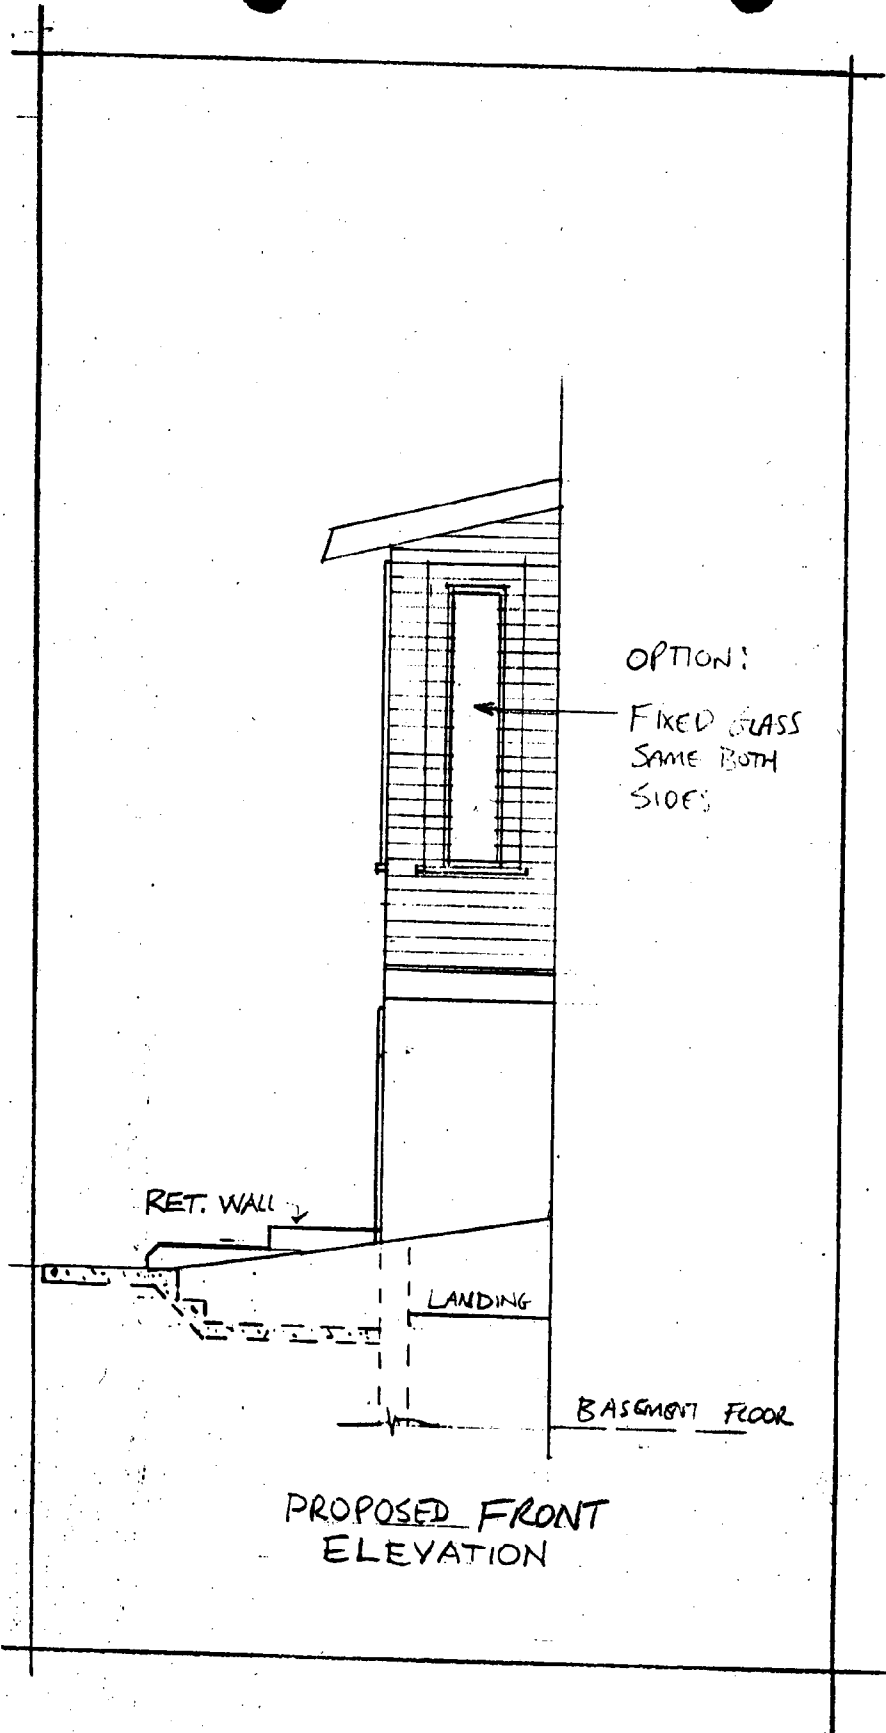 OPTION:
FIXED GLASS
SAME BOTH
SIDES
RET. WALL
LANDING
BASEMENT FLOOR
PROPOSED FRONT
ELEVATION